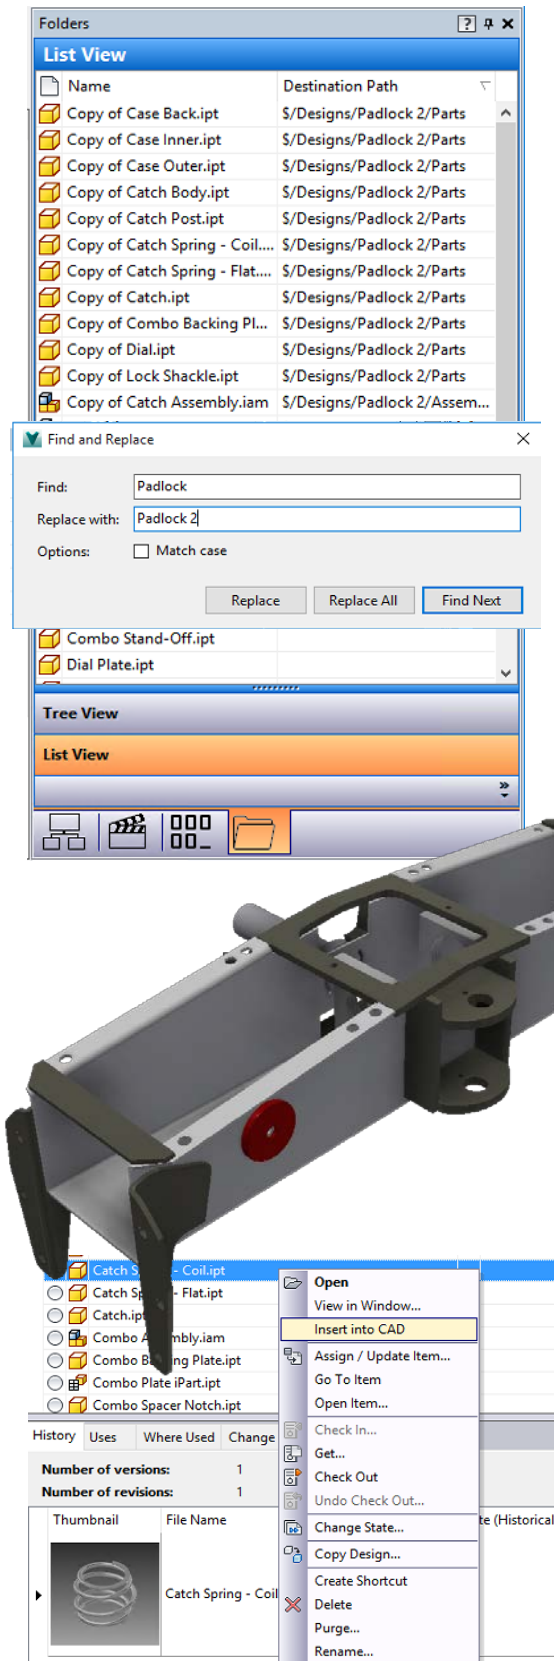 Folders
List View
Name Destination Path
Copy of Case Back.ipt $/Designs/Padlock 2/Parts
Copy of Case Inner.ipt $/Designs/Padlock 2/Parts
Copy of Case Outer.ipt $/Designs/Padlock 2/Parts
Copy of Catch Body.ipt $/Designs/Padlock 2/Parts
Copy of Catch Post.ipt $/Designs/Padlock 2/Parts
Copy of Catch Spring - Coil.... $/Designs/Padlock 2/Parts
Copy of Catch Spring - Flat.... $/Designs/Padlock 2/Parts
Copy of Catch.ipt $/Designs/Padlock 2/Parts
Copy of Combo Backing Pl... $/Designs/Padlock 2/Parts
Copy of Dial.ipt $/Designs/Padlock 2/Parts
Copy of Lock Shackle.ipt $/Designs/Padlock 2/Parts
Copy of Catch Assembly.iam $/Designs/Padlock 2/Assem...
Find and Replace
Find: Padlock
Replace with: Padlock 2
Options: Match case
Replace Replace All Find Next
Combo Stand-Off.ipt
Dial Plate.ipt
Tree View
List View
Catch S - Coil.ipt
Catch Sp - Flat.ipt
Catch.ipt
Combo A mbly.iam
Combo B ing Plate.ipt
Combo Plate iPart.ipt
Combo Spacer Notch.ipt
Open
View in Window...
Insert into CAD
Assign / Update Item...
Go To Item
Open Item...
Check In...
Get...
Check Out
Undo Check Out...
Change State...
Copy Design...
Create Shortcut
Delete
Purge...
Rename...
History Uses Where Used Change
Number of versions: 1
Number of revisions: 1
Thumbnail File Name te (Historical
Catch Spring - Coil